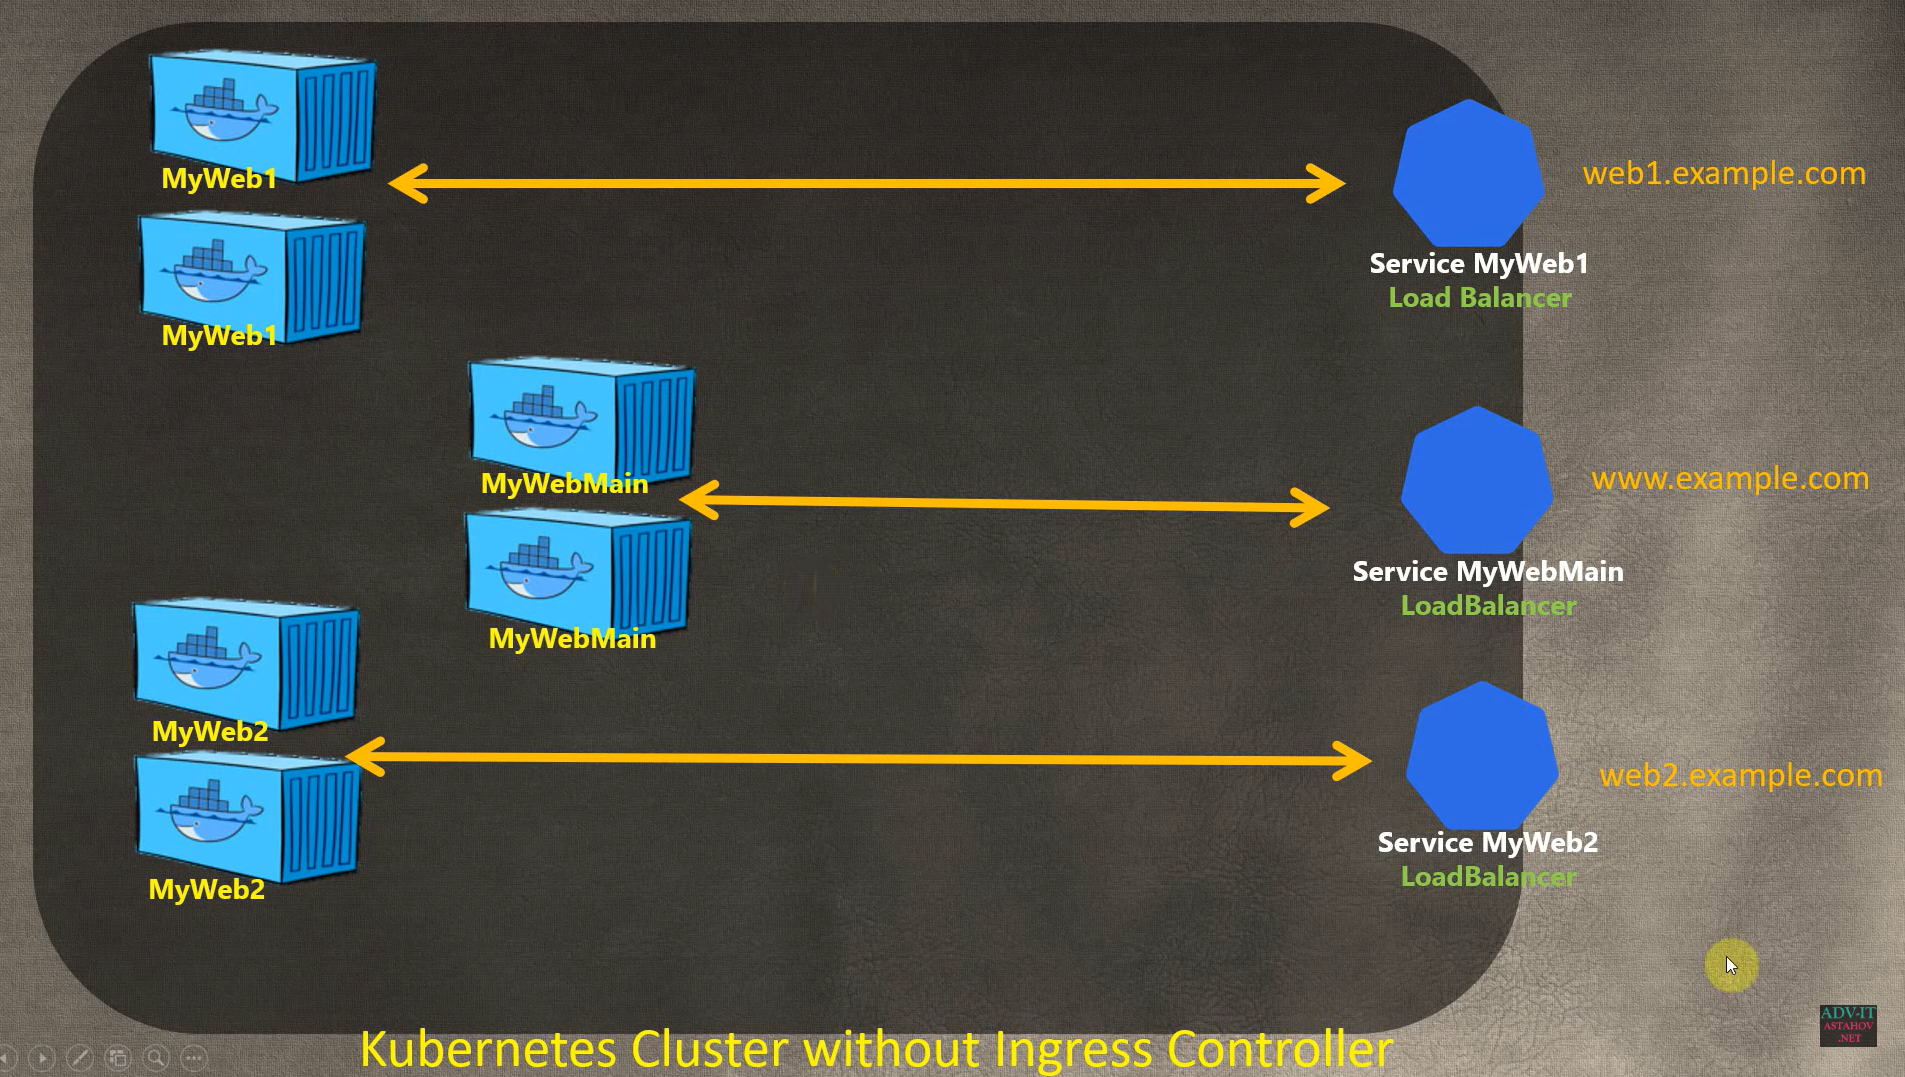 MyWeb1
MyWeb1
web1.example.com
Service MyWeb1
Load Balancer
MyWebMain
MyWebMain
www.example.com
Service MyWebMain
LoadBalancer
MyWeb2
MyWeb2
web2.example.com
Service MyWeb2
LoadBalancer
Kubernetes Cluster without Ingress Controller
ADV-IT
ASTAHOV
.NET